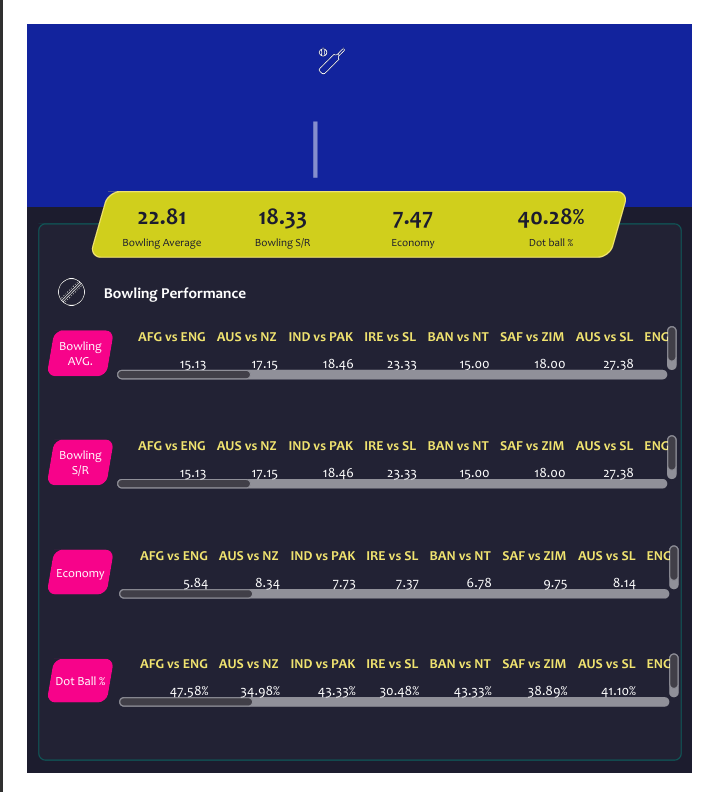 22.81 18.33 7.47 40.28%
Bowling Average Bowling S/R Economy Dot ball %
Bowling Performance
Bowling AVG.
AFG vs ENG AUS vs NZ IND vs PAK IRE vs SL BAN vs NT SAF vs ZIM AUS vs SL ENG
15.13 17.15 18.46 23.33 15.00 18.00 27.38
Bowling S/R
AFG vs ENG AUS vs NZ IND vs PAK IRE vs SL BAN vs NT SAF vs ZIM AUS vs SL ENG
15.13 17.15 18.46 23.33 15.00 18.00 27.38
Economy
AFG vs ENG AUS vs NZ IND vs PAK IRE vs SL BAN vs NT SAF vs ZIM AUS vs SL ENG
5.84 8.34 7.73 7.37 6.78 9.75 8.14
Dot Ball %
AFG vs ENG AUS vs NZ IND vs PAK IRE vs SL BAN vs NT SAF vs ZIM AUS vs SL ENG
47.58% 34.98% 43.33% 30.48% 43.33% 38.89% 41.10%